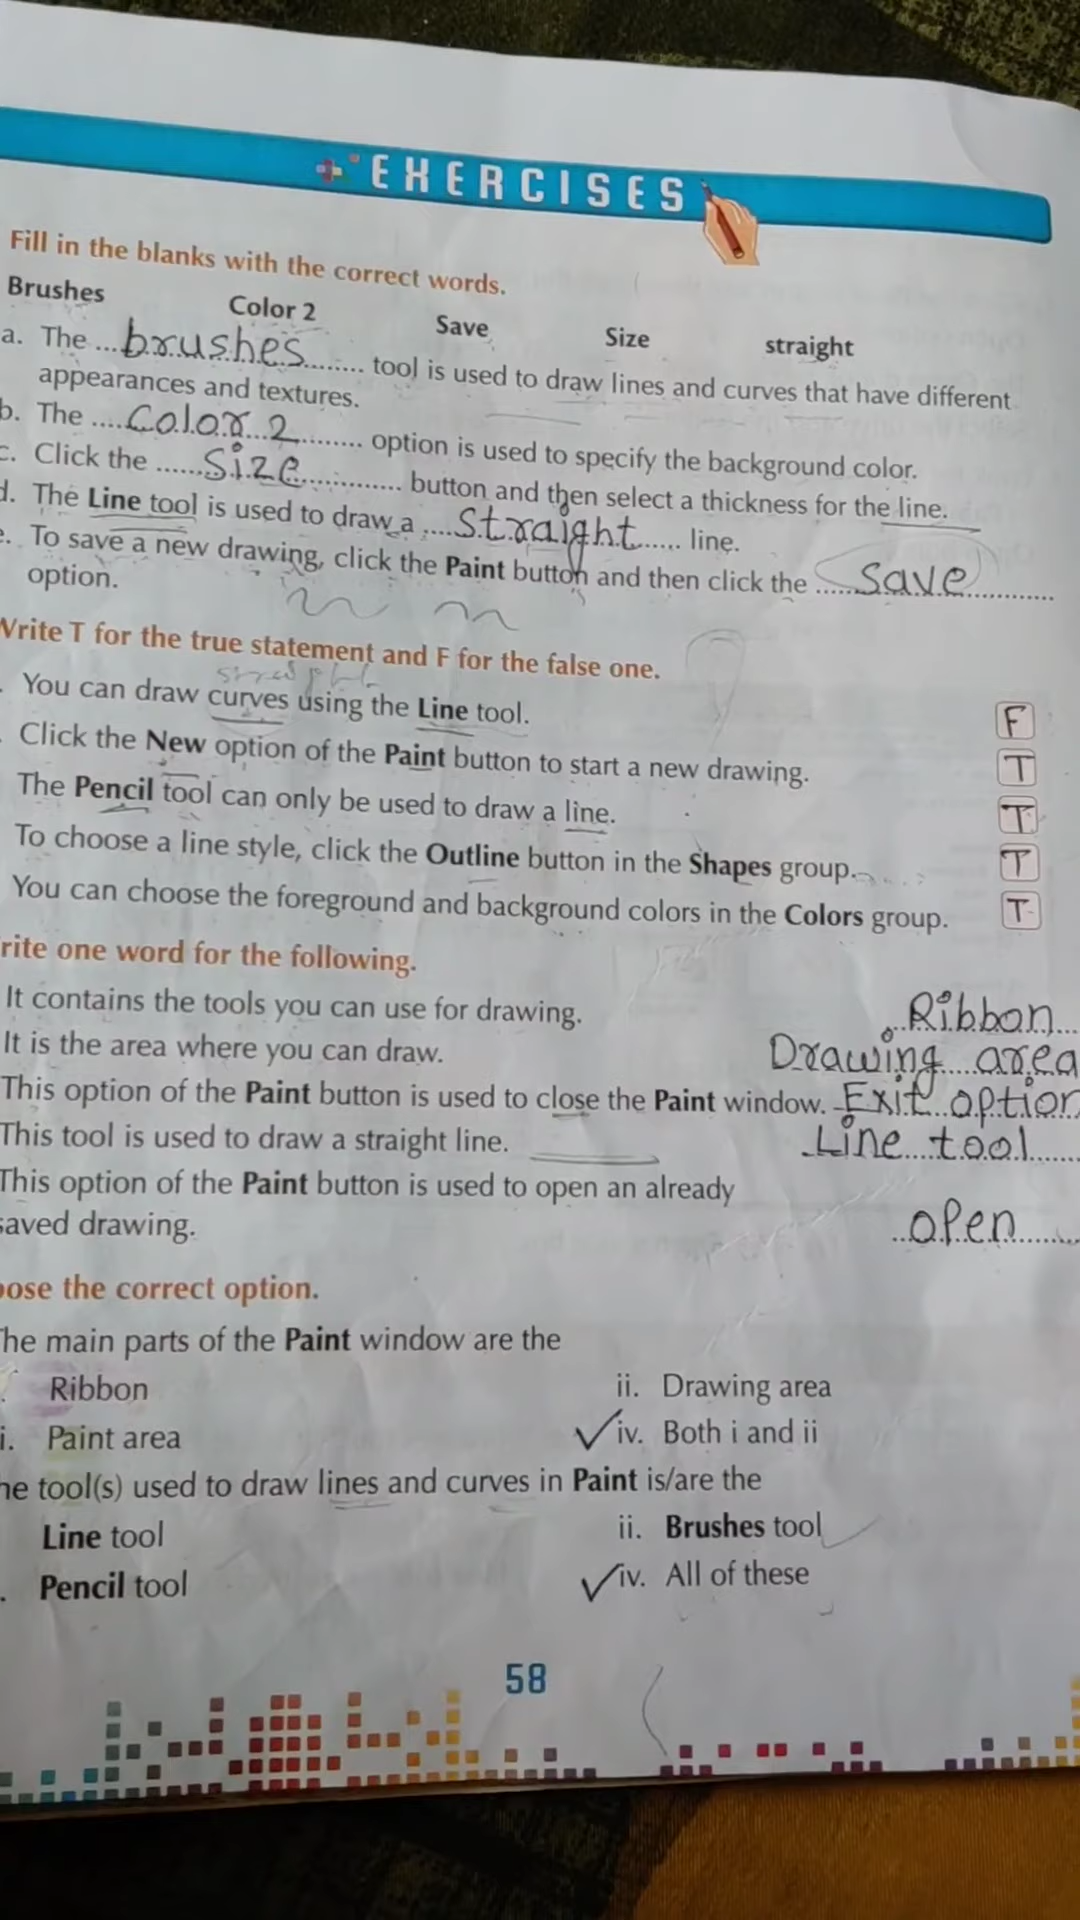 EXERCISES
Fill in the blanks with the correct words.
Brushes Color 2 Save Size straight
a. The ...brushes........ tool is used to draw lines and curves that have different
appearances and textures.
b. The ....Color 2........ option is used to specify the background color.
c. Click the ......Size............ button and then select a thickness for the line.
d. The Line tool is used to draw a ....Straight..... line.
e. To save a new drawing, click the Paint button and then click the ......save............
option.
Write T for the true statement and F for the false one.
You can draw curves using the Line tool. F
Click the New option of the Paint button to start a new drawing. T
The Pencil tool can only be used to draw a line. T
To choose a line style, click the Outline button in the Shapes group. T
You can choose the foreground and background colors in the Colors group. T
rite one word for the following.
It contains the tools you can use for drawing. Ribbon
It is the area where you can draw. Drawing area
This option of the Paint button is used to close the Paint window. Exit option
This tool is used to draw a straight line. Line tool
This option of the Paint button is used to open an already
saved drawing. open
oose the correct option.
The main parts of the Paint window are the
Ribbon ii. Drawing area
i. Paint area ✓iv. Both i and ii
he tool(s) used to draw lines and curves in Paint is/are the
Line tool ii. Brushes tool
. Pencil tool ✓iv. All of these
58